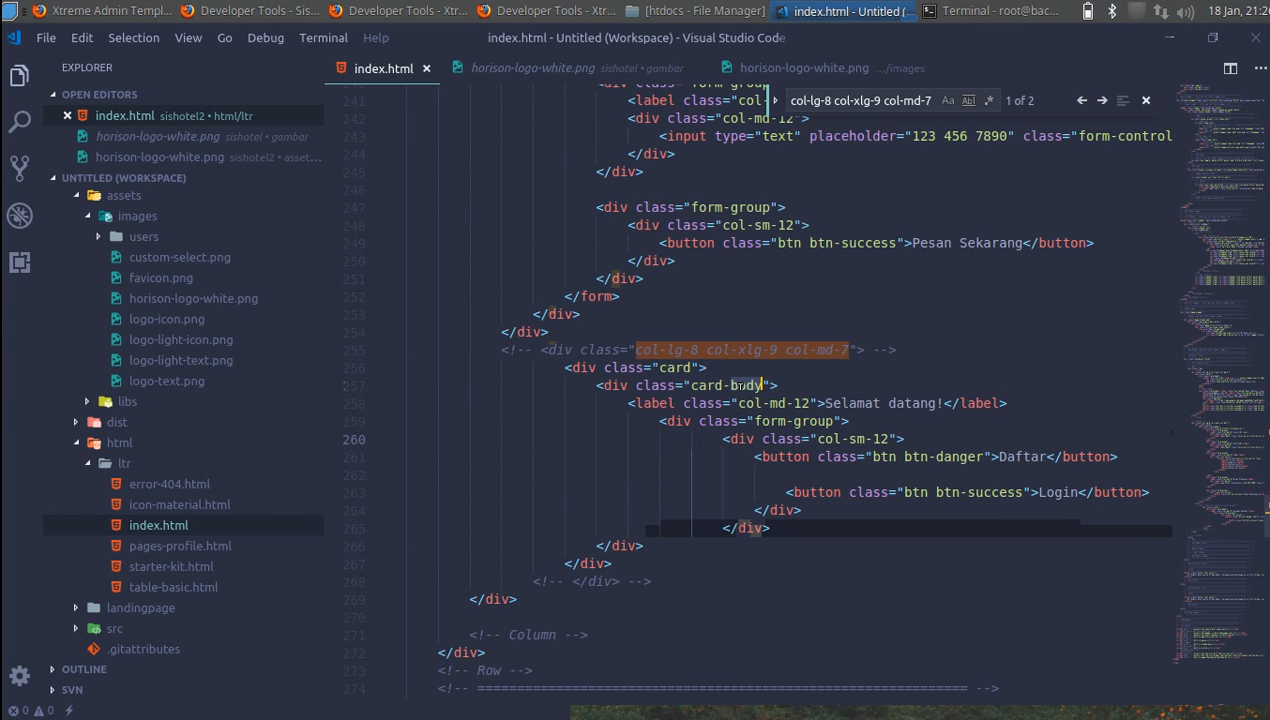 Xtreme Admin Templ...
Developer Tools - Sis...
Developer Tools - Xtr...
Developer Tools - Xtr...
[htdocs - File Manager]
index.html - Untitled (...
Terminal - root@bac...
18 Jan, 21:26
File Edit Selection View Go Debug Terminal Help
index.html - Untitled (Workspace) - Visual Studio Code
EXPLORER
index.html
horison-logo-white.png sishotel • gambar
horison-logo-white.png .../images
OPEN EDITORS
index.html sishotel2 • html/ltr
horison-logo-white.png sishotel • gambar
horison-logo-white.png sishotel2 • asset...
UNTITLED (WORKSPACE)
assets
images
users
custom-select.png
favicon.png
horison-logo-white.png
logo-icon.png
logo-light-icon.png
logo-light-text.png
logo-text.png
libs
dist
html
ltr
error-404.html
icon-material.html
index.html
pages-profile.html
starter-kit.html
table-basic.html
landingpage
src
.gitattributes
OUTLINE
SVN
0 0
col-lg-8 col-xlg-9 col-md-7 Aa Abl .* 1 of 2
<div class="form-group
241 <label class="col-
242 <div class="col-md-12">
243 <input type="text" placeholder="123 456 7890" class="form-control
244 </div>
245 </div>
246
247 <div class="form-group">
248 <div class="col-sm-12">
249 <button class="btn btn-success">Pesan Sekarang</button>
250 </div>
251 </div>
252 </form>
253 </div>
254 </div>
255 <!-- <div class="col-lg-8 col-xlg-9 col-md-7"> -->
256 <div class="card">
257 <div class="card-body">
258 <label class="col-md-12">Selamat datang!</label>
259 <div class="form-group">
260 <div class="col-sm-12">
261 <button class="btn btn-danger">Daftar</button>
262
263 <button class="btn btn-success">Login</button>
264 </div>
265 </div>
266 </div>
267 </div>
268 <!-- </div> -->
269 </div>
270
271 <!-- Column -->
272 </div>
273 <!-- Row -->
274 <!-- ============================================================== -->